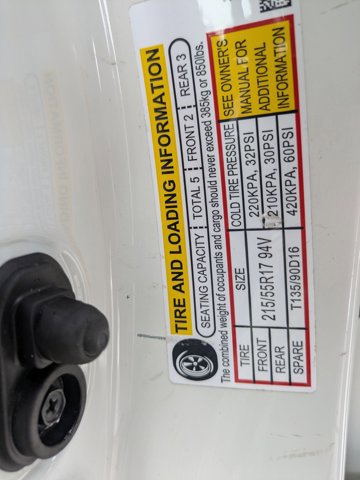 TIRE AND LOADING INFORMATION
SEATING CAPACITY TOTAL 5 FRONT 2 REAR 3
The combined weight of occupants and cargo should never exceed 385kg or 850lbs.
TIRE SIZE COLD TIRE PRESSURE
FRONT 215/55R17 94V 220KPA, 32PSI
REAR 210KPA, 30PSI
SPARE T135/90D16 420KPA, 60PSI
SEE OWNER'S
MANUAL FOR
ADDITIONAL
INFORMATION